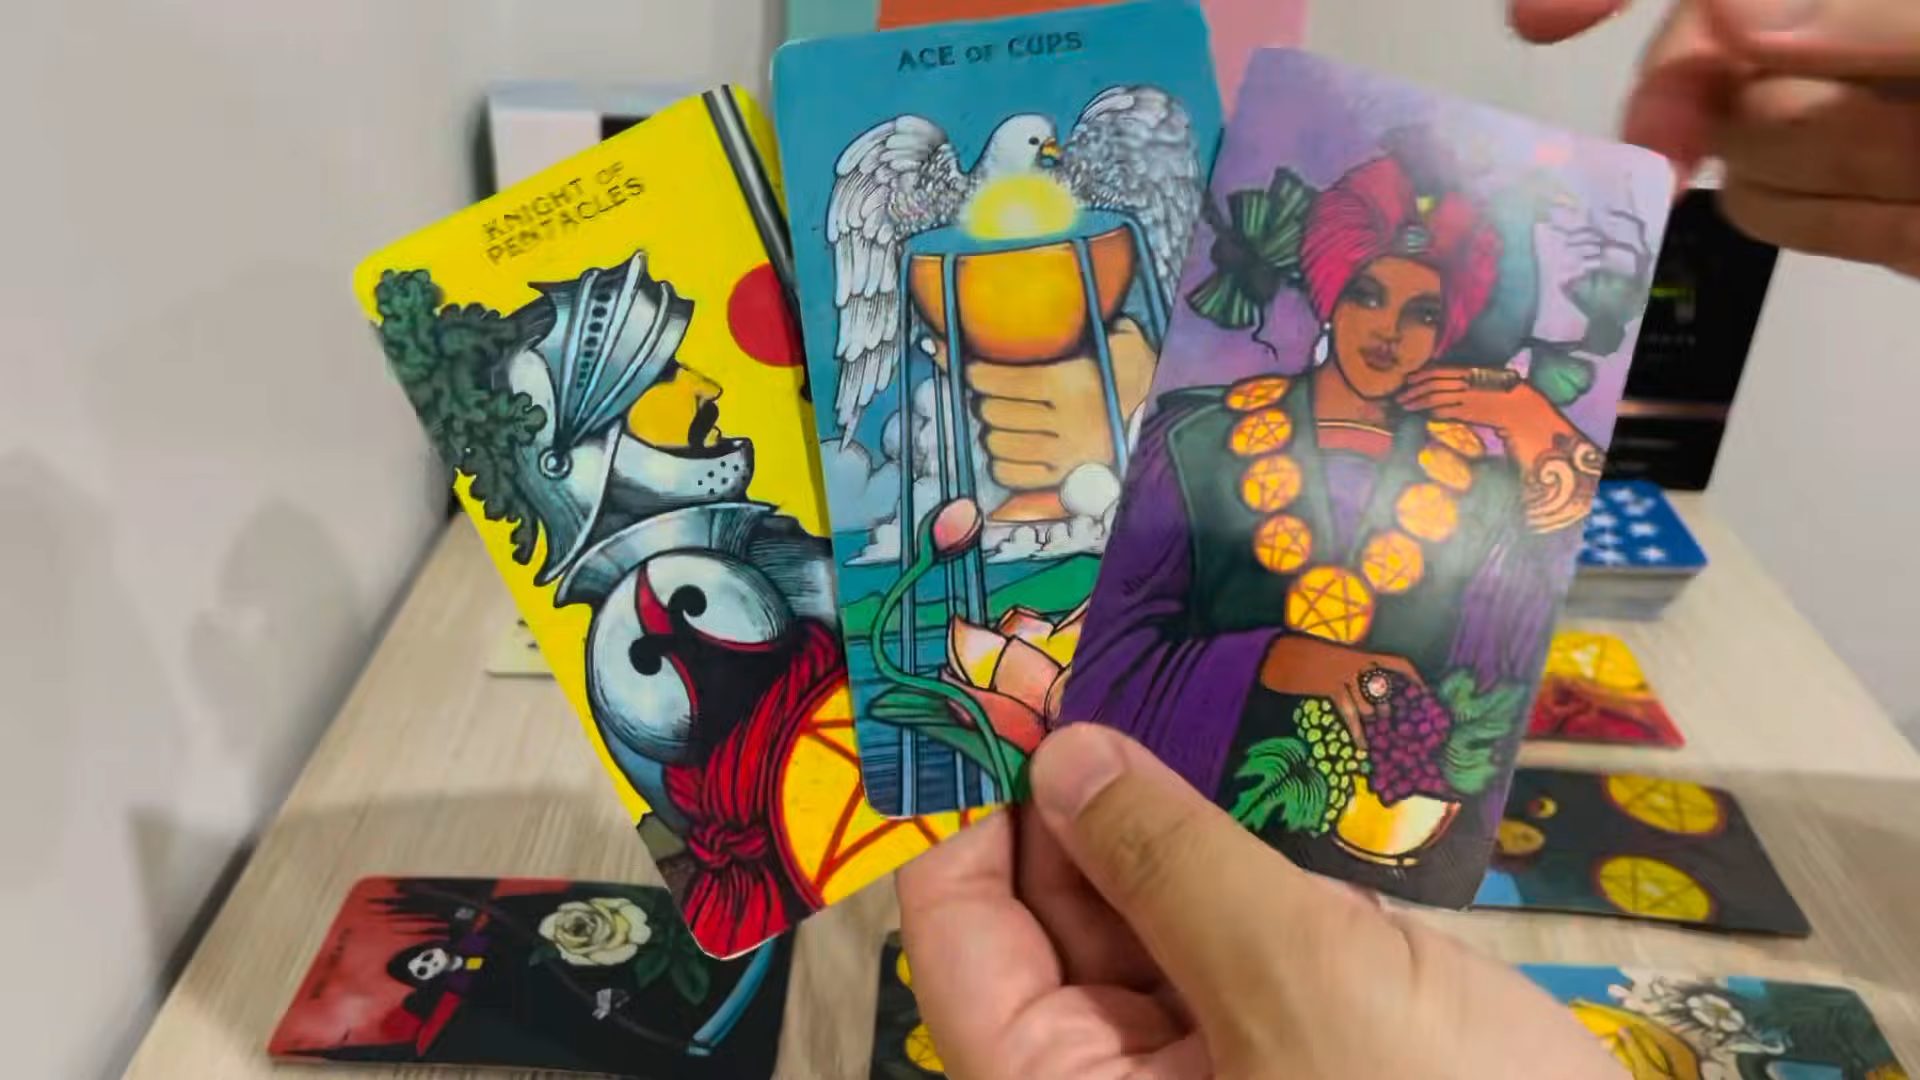 KNIGHT OF
PENTACLES
ACE OF CUPS